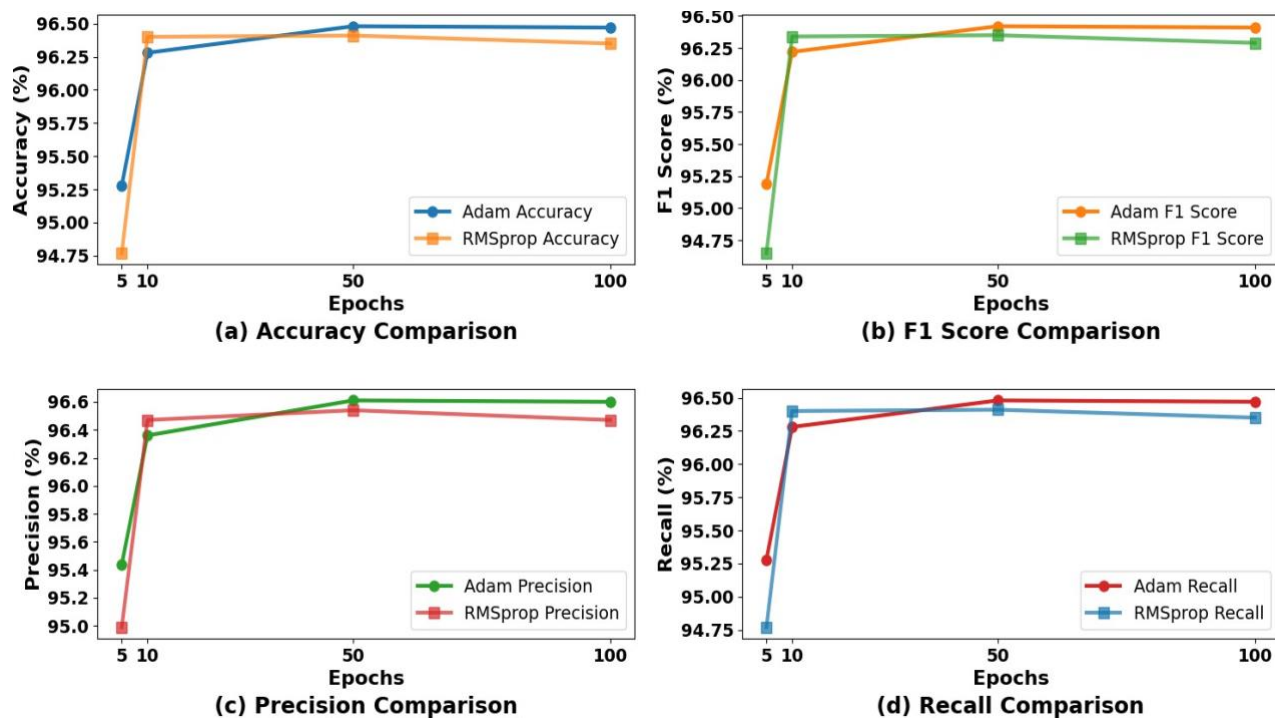 96.50
96.25
96.00
95.75
95.50
95.25
95.00
94.75
Accuracy (%)
Adam Accuracy
RMSprop Accuracy
5 10 50 100
Epochs
(a) Accuracy Comparison
96.50
96.25
96.00
95.75
95.50
95.25
95.00
94.75
F1 Score (%)
Adam F1 Score
RMSprop F1 Score
5 10 50 100
Epochs
(b) F1 Score Comparison
96.6
96.4
96.2
96.0
95.8
95.6
95.4
95.2
95.0
Precision (%)
Adam Precision
RMSprop Precision
5 10 50 100
Epochs
(c) Precision Comparison
96.50
96.25
96.00
95.75
95.50
95.25
95.00
94.75
Recall (%)
Adam Recall
RMSprop Recall
5 10 50 100
Epochs
(d) Recall Comparison